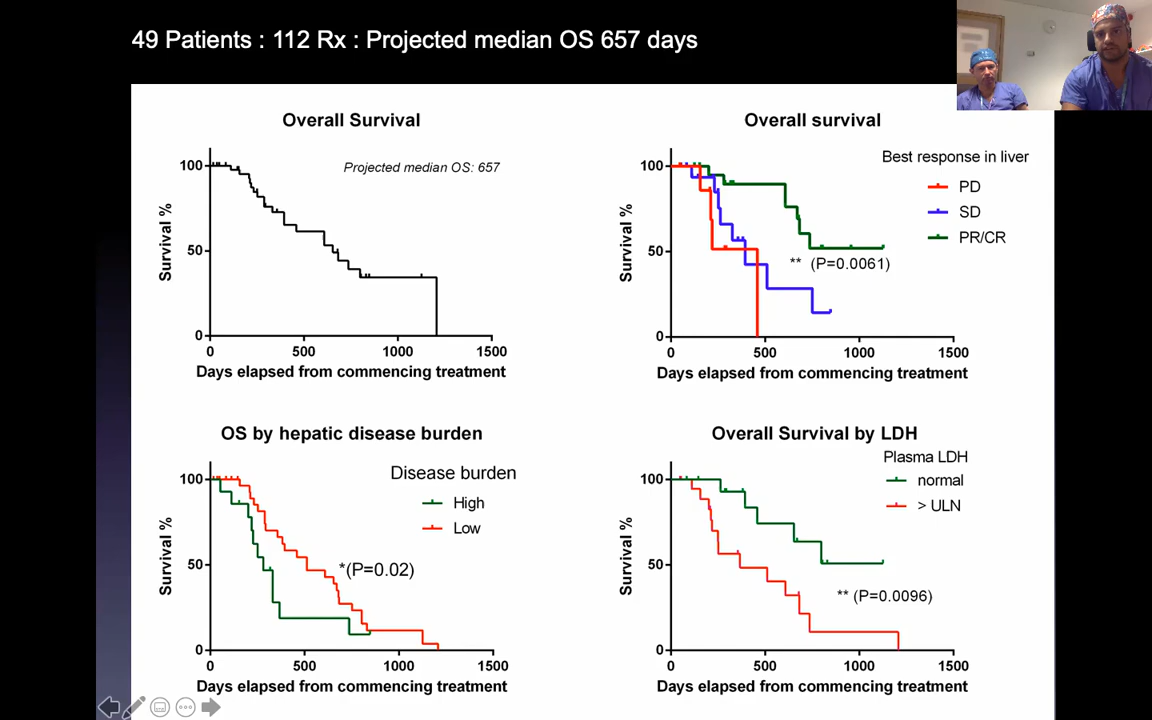 49 Patients : 112 Rx : Projected median OS 657 days
Overall Survival
Projected median OS: 657
100
50
0
Survival %
0 500 1000 1500
Days elapsed from commencing treatment
Overall survival
Best response in liver
PD
SD
PR/CR
** (P=0.0061)
100
50
0
Survival %
0 500 1000 1500
Days elapsed from commencing treatment
OS by hepatic disease burden
Disease burden
High
Low
*(P=0.02)
100
50
0
Survival %
0 500 1000 1500
Days elapsed from commencing treatment
Overall Survival by LDH
Plasma LDH
normal
> ULN
** (P=0.0096)
100
50
0
Survival %
0 500 1000 1500
Days elapsed from commencing treatment